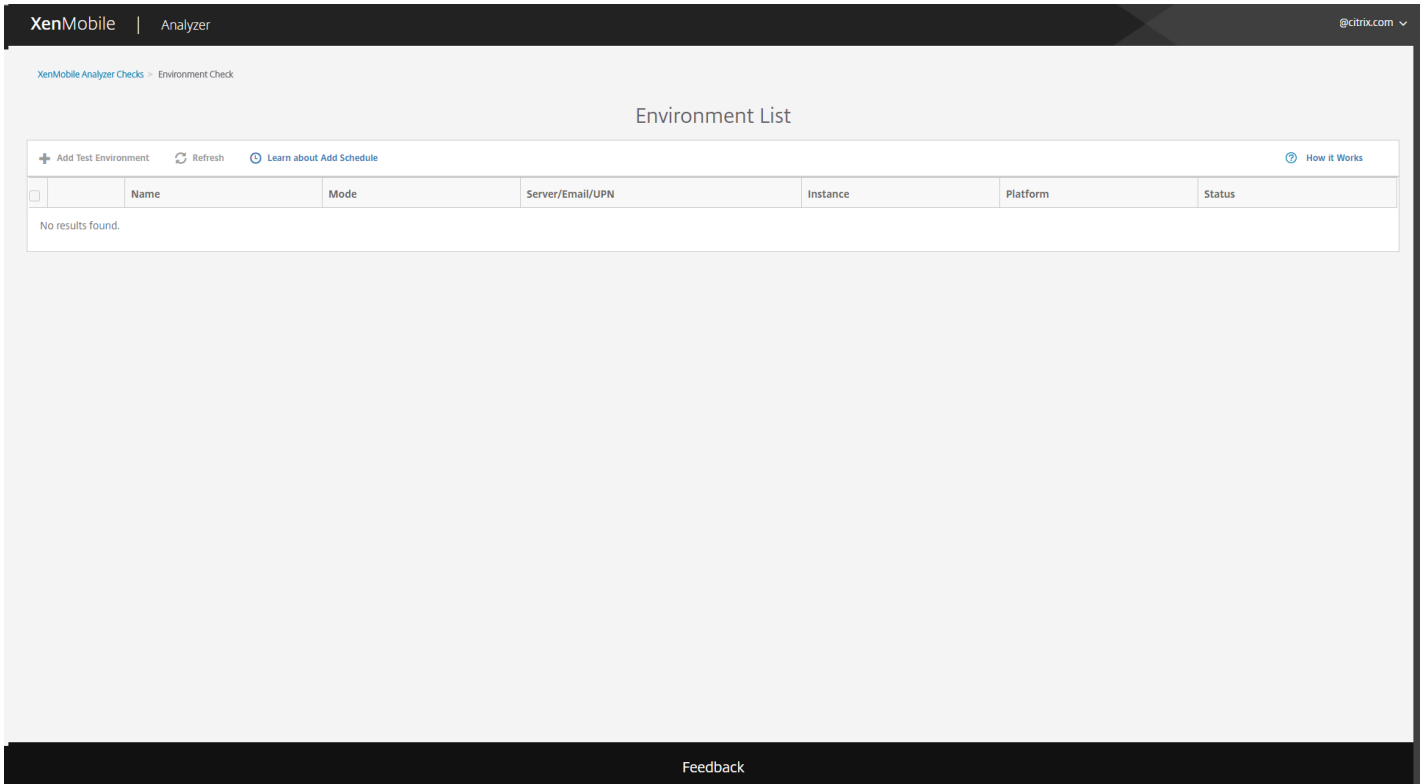 XenMobile | Analyzer @citrix.com
XenMobile Analyzer Checks > Environment Check
Environment List
Add Test Environment Refresh Learn about Add Schedule How it Works
Name Mode Server/Email/UPN Instance Platform Status
No results found.
Feedback